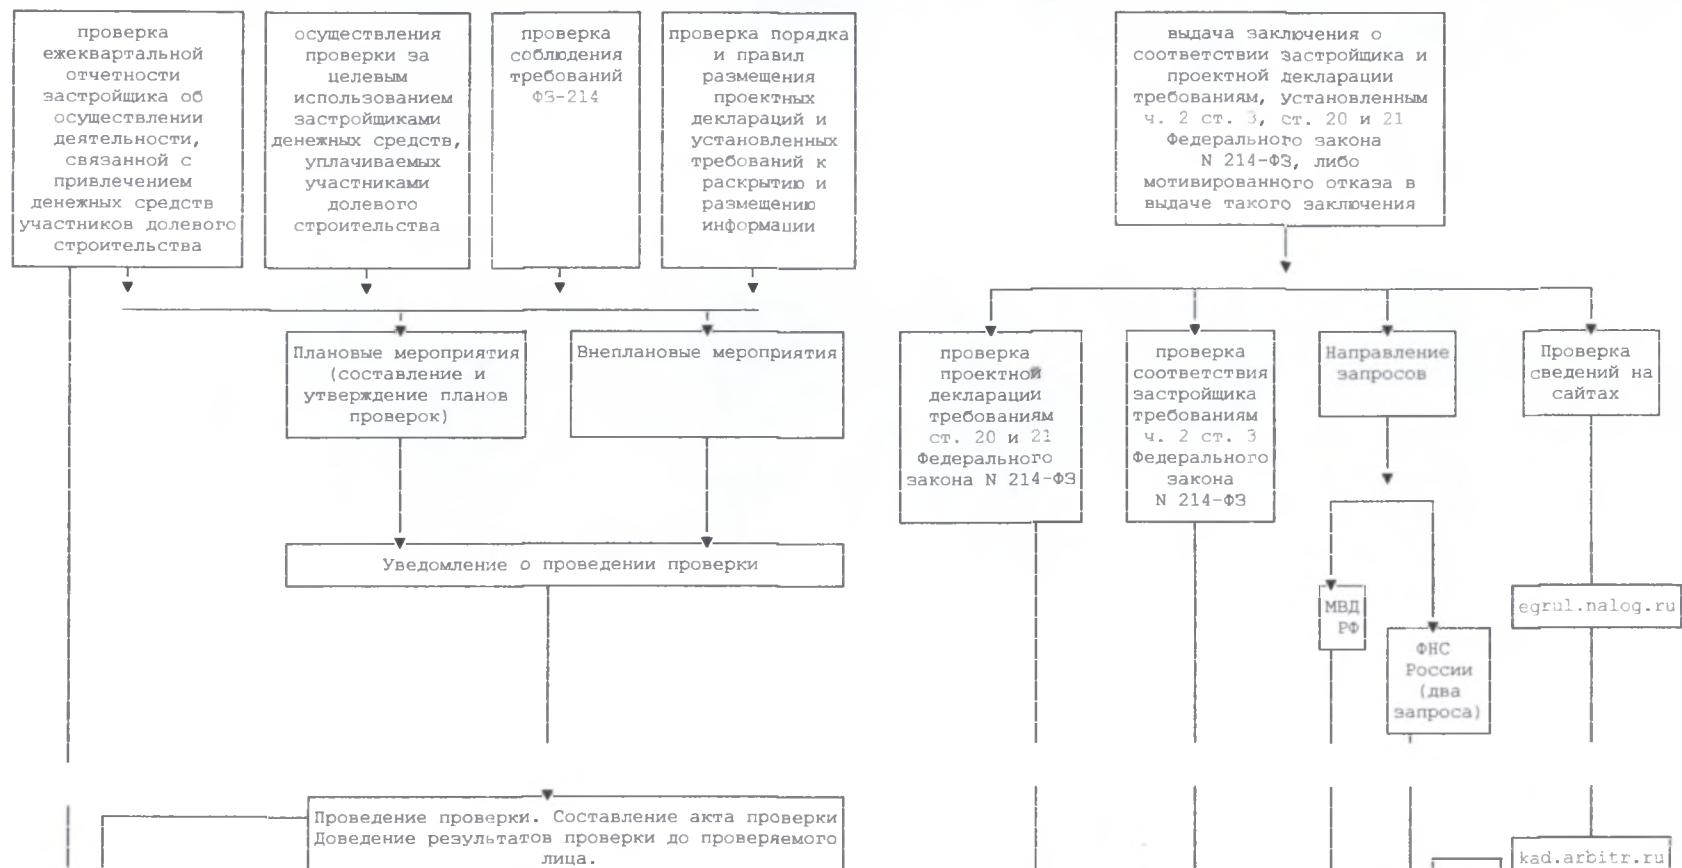 проверка
ежеквартальной
отчетности
застройщика об
осуществлении
деятельности,
связанной с
привлечением
денежных средств
участников долевого
строительства
осуществления
проверки за
целевым
использованием
застройщиками
денежных средств,
уплачиваемых
участниками
долевого
строительства
проверка
соблюдения
требований
ФЗ-214
проверка порядка
и правил
размещения
проектных
деклараций и
установленных
требований к
раскрытию и
размещению
информации
выдача заключения о
соответствии застройщика и
проектной декларации
требованиям, установленным
ч. 2 ст. 3, ст. 20 и 21
Федерального закона
N 214-ФЗ, либо
мотивированного отказа в
выдаче такого заключения
Плановые мероприятия
(составление и
утверждение планов
проверок)
Внеплановые мероприятия
проверка
проектной
декларации
требованиям
ст. 20 и 21
Федерального
закона N 214-ФЗ
проверка
соответствия
застройщика
требованиям
ч. 2 ст. 3
Федерального
закона
N 214-ФЗ
Направление
запросов
Проверка
сведений на
сайтах
Уведомление о проведении проверки
МВД
РФ
ФНС
России
(два
запроса)
egrul.nalog.ru
Проведение проверки. Составление акта проверки
Доведение результатов проверки до проверяемого
лица.
kad.arbitr.ru